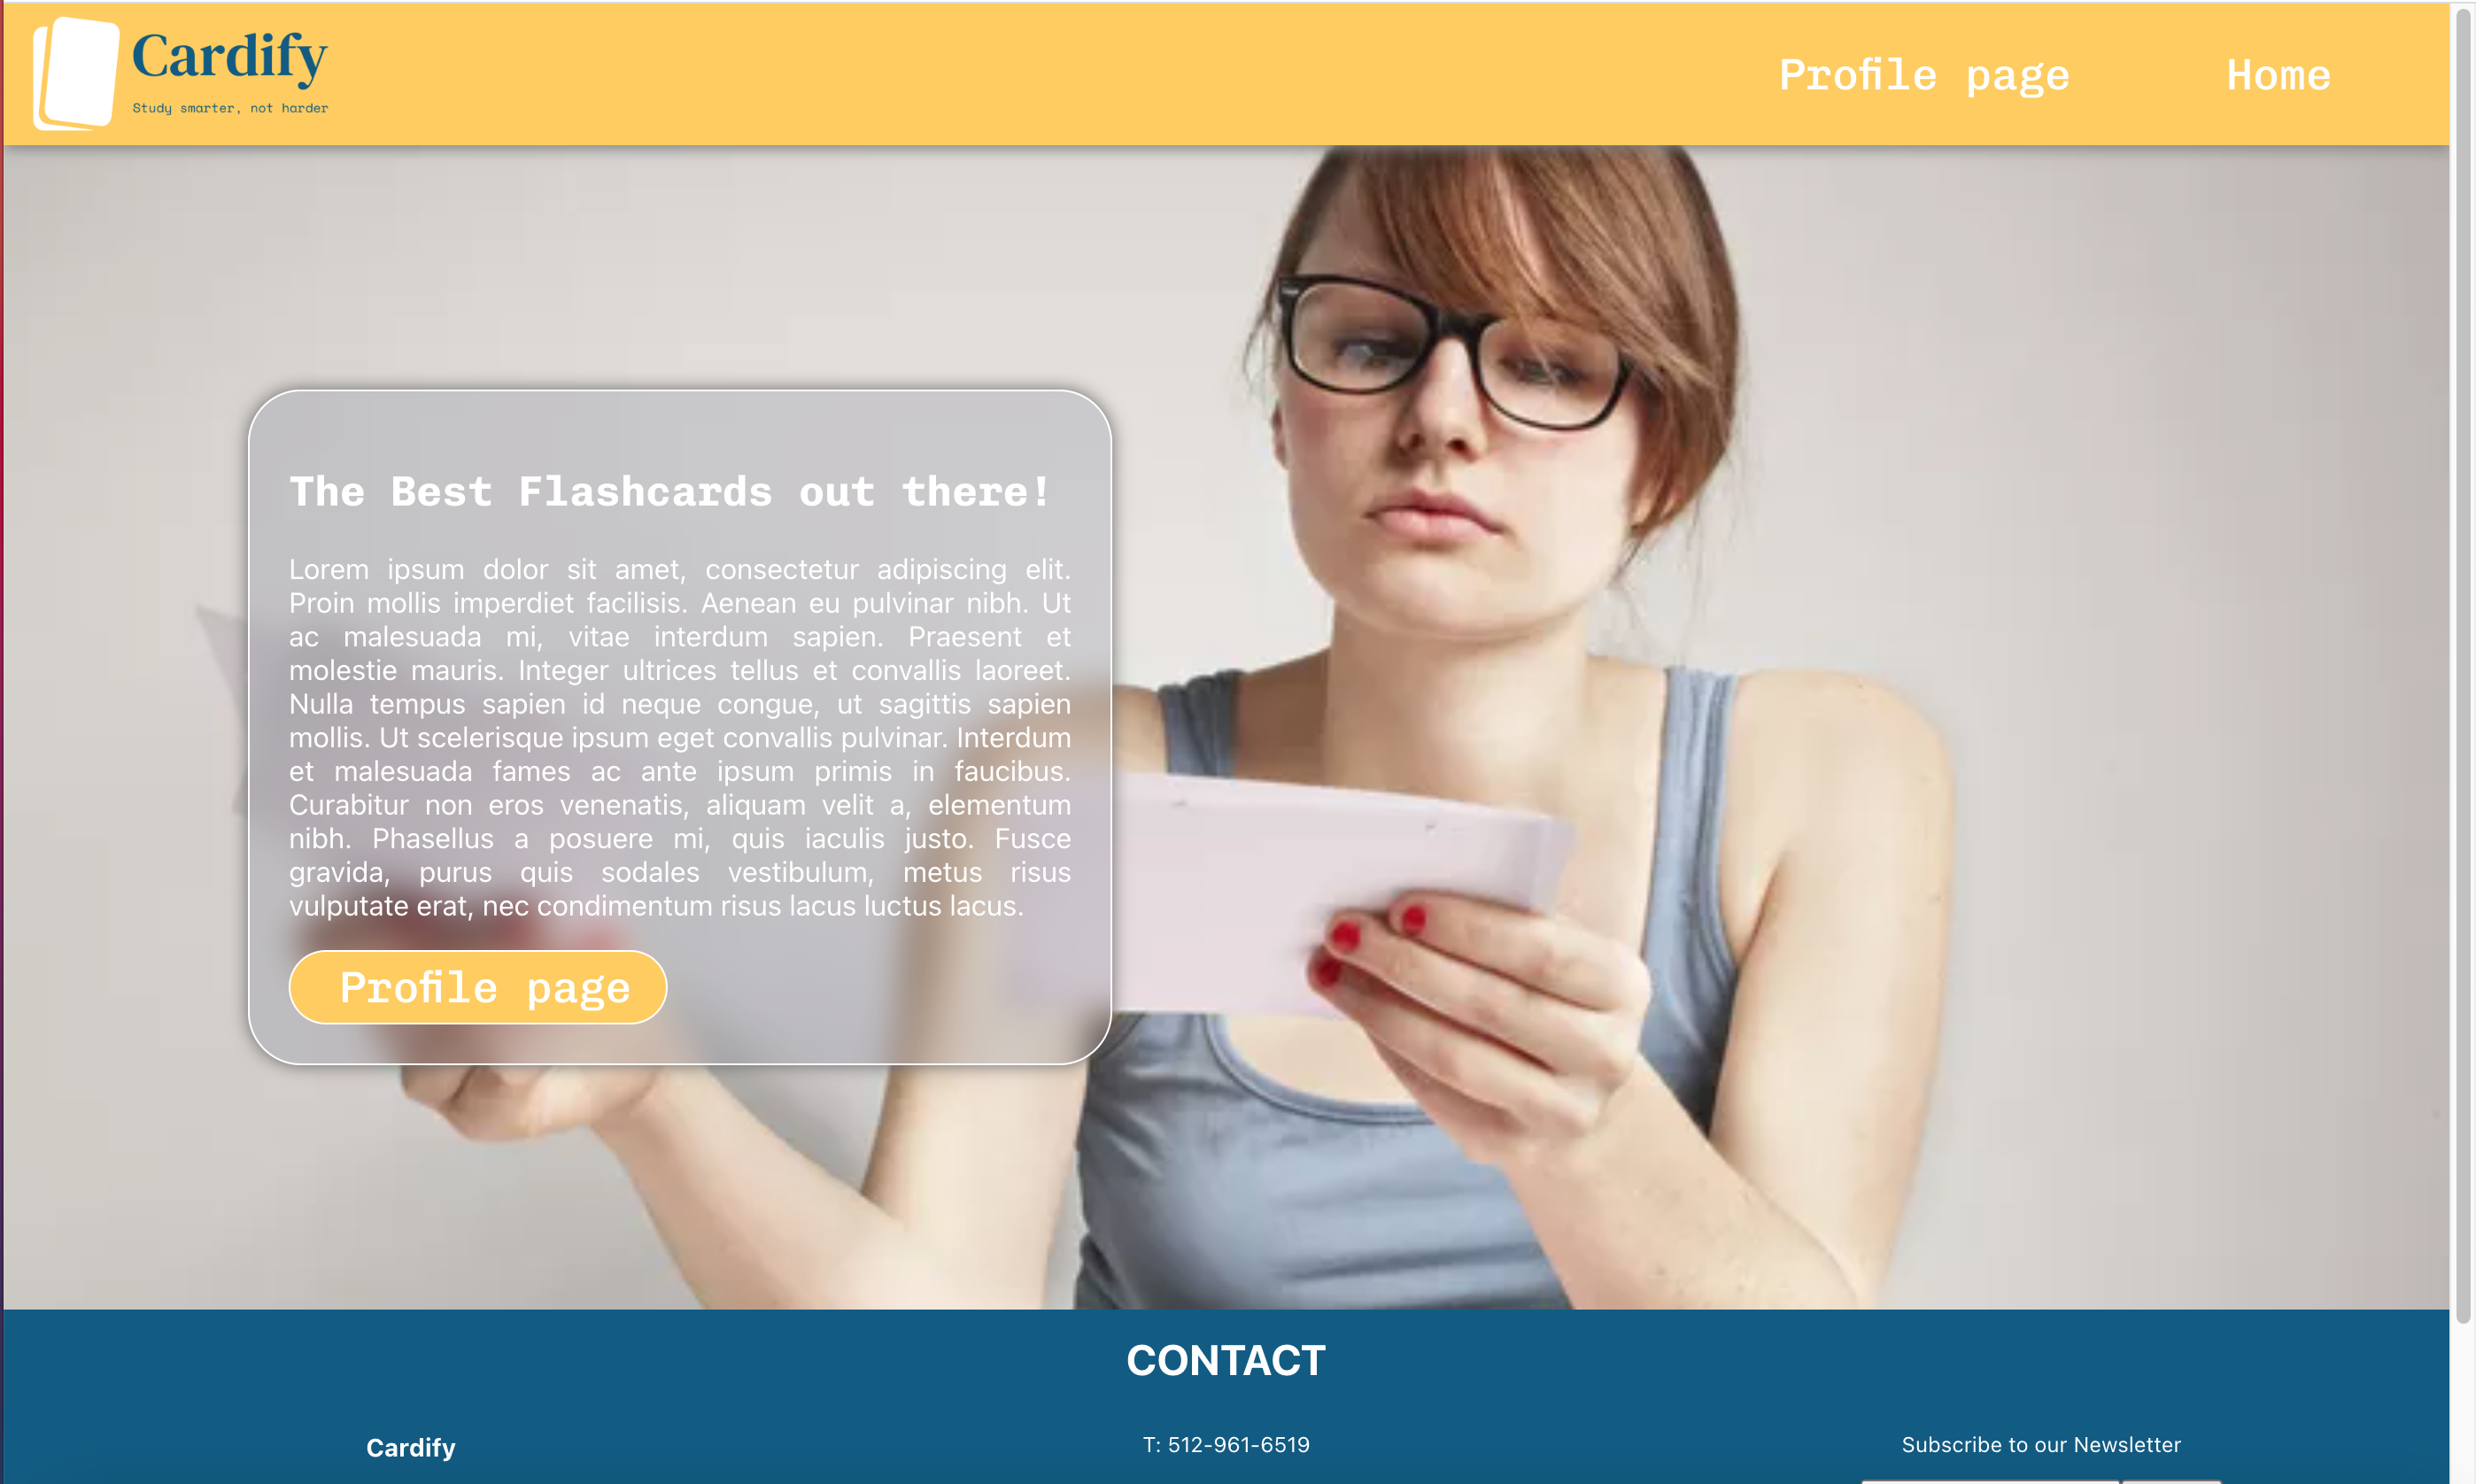 Cardify
Study smarter, not harder
Profile page
Home
The Best Flashcards out there!
Lorem ipsum dolor sit amet, consectetur adipiscing elit.
Proin mollis imperdiet facilisis. Aenean eu pulvinar nibh. Ut
ac malesuada mi, vitae interdum sapien. Praesent et
molestie mauris. Integer ultrices tellus et convallis laoreet.
Nulla tempus sapien id neque congue, ut sagittis sapien
mollis. Ut scelerisque ipsum eget convallis pulvinar. Interdum
et malesuada fames ac ante ipsum primis in faucibus.
Curabitur non eros venenatis, aliquam velit a, elementum
nibh. Phasellus a posuere mi, quis iaculis justo. Fusce
gravida, purus quis sodales vestibulum, metus risus
vulputate erat, nec condimentum risus lacus luctus lacus.
Profile page
CONTACT
Cardify
T: 512-961-6519
Subscribe to our Newsletter